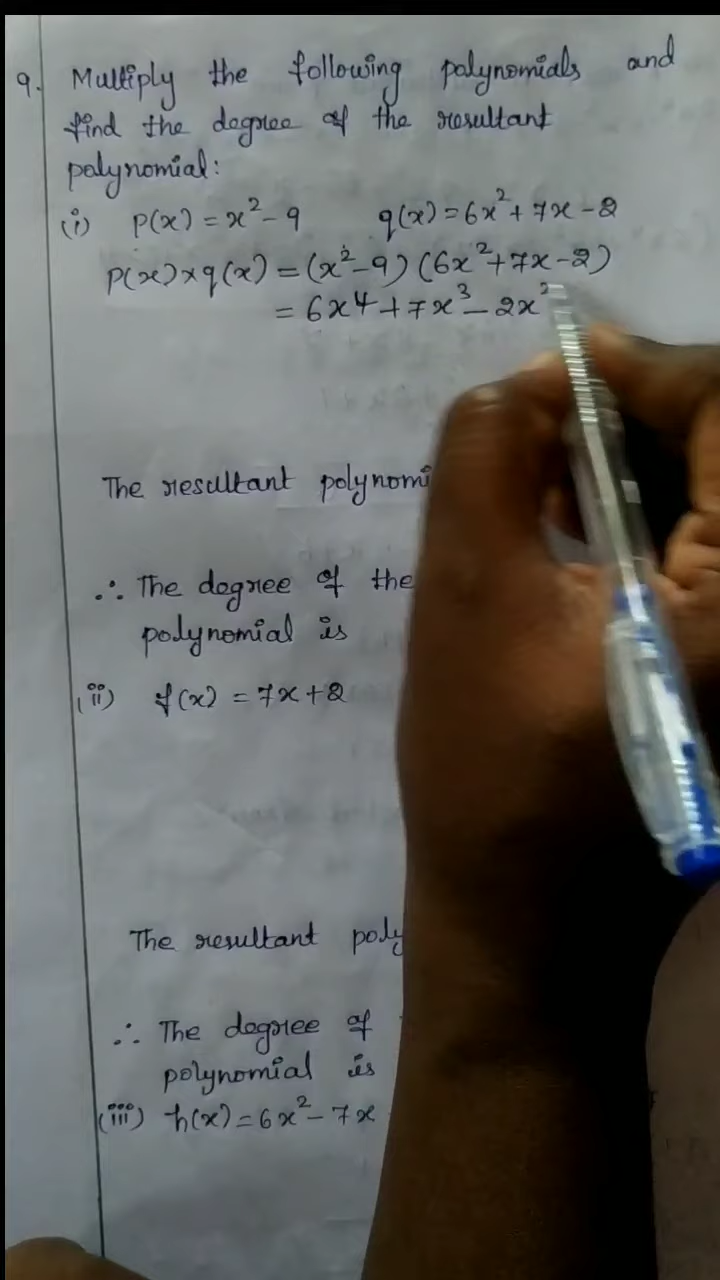 9. Multiply the following polynomials and
find the degree of the resultant
polynomial:
(i) P(x) = x² - 9 q(x) = 6x² + 7x - 2
P(x) × q(x) = (x² - 9) (6x² + 7x - 2)
= 6x⁴ + 7x³ - 2x²
The resultant polynomi
∴ The degree of the
polynomial is
(ii) f(x) = 7x + 2
The resultant poly
∴ The degree of
polynomial is
(iii) h(x) = 6x² - 7x